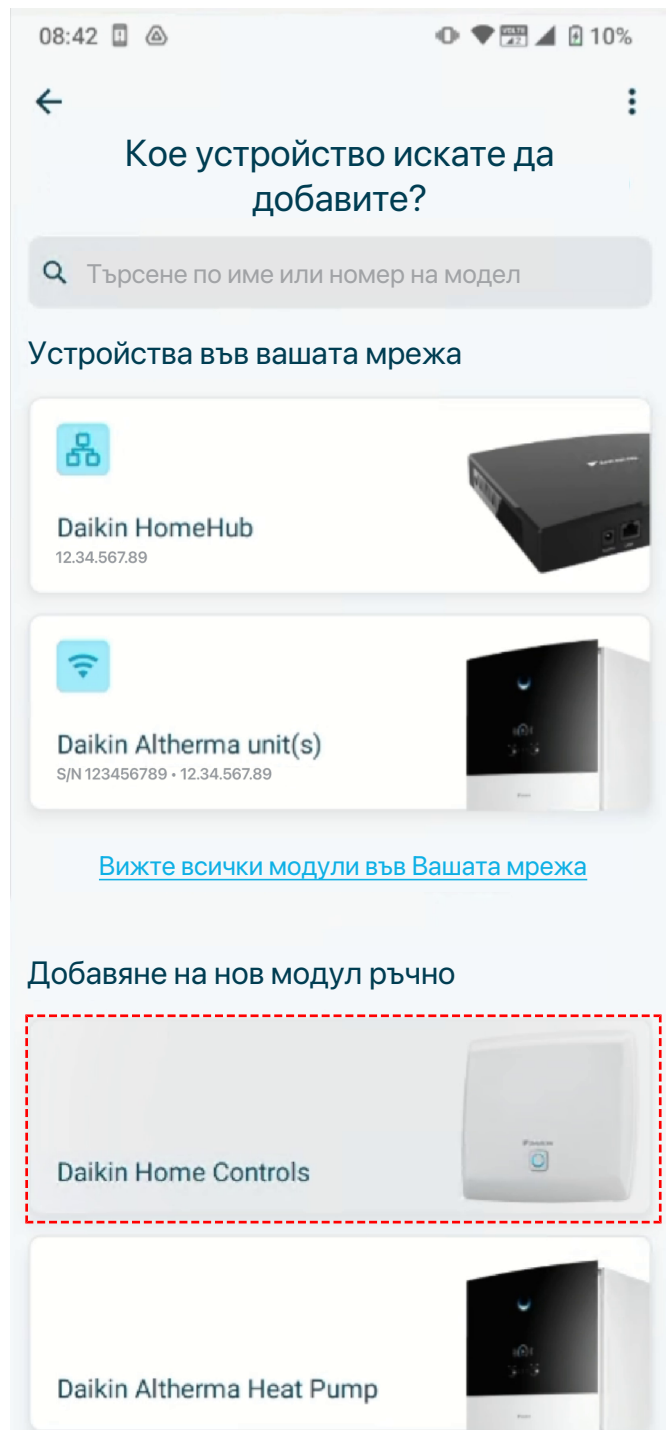 08:42
10%
Кое устройство искате да
добавите?
Търсене по име или номер на модел
Устройства във вашата мрежа
Daikin HomeHub
12.34.567.89
Daikin Altherma unit(s)
S/N 123456789 • 12.34.567.89
Вижте всички модули във Вашата мрежа
Добавяне на нов модул ръчно
DAIKIN
Daikin Home Controls
Daikin Altherma Heat Pump